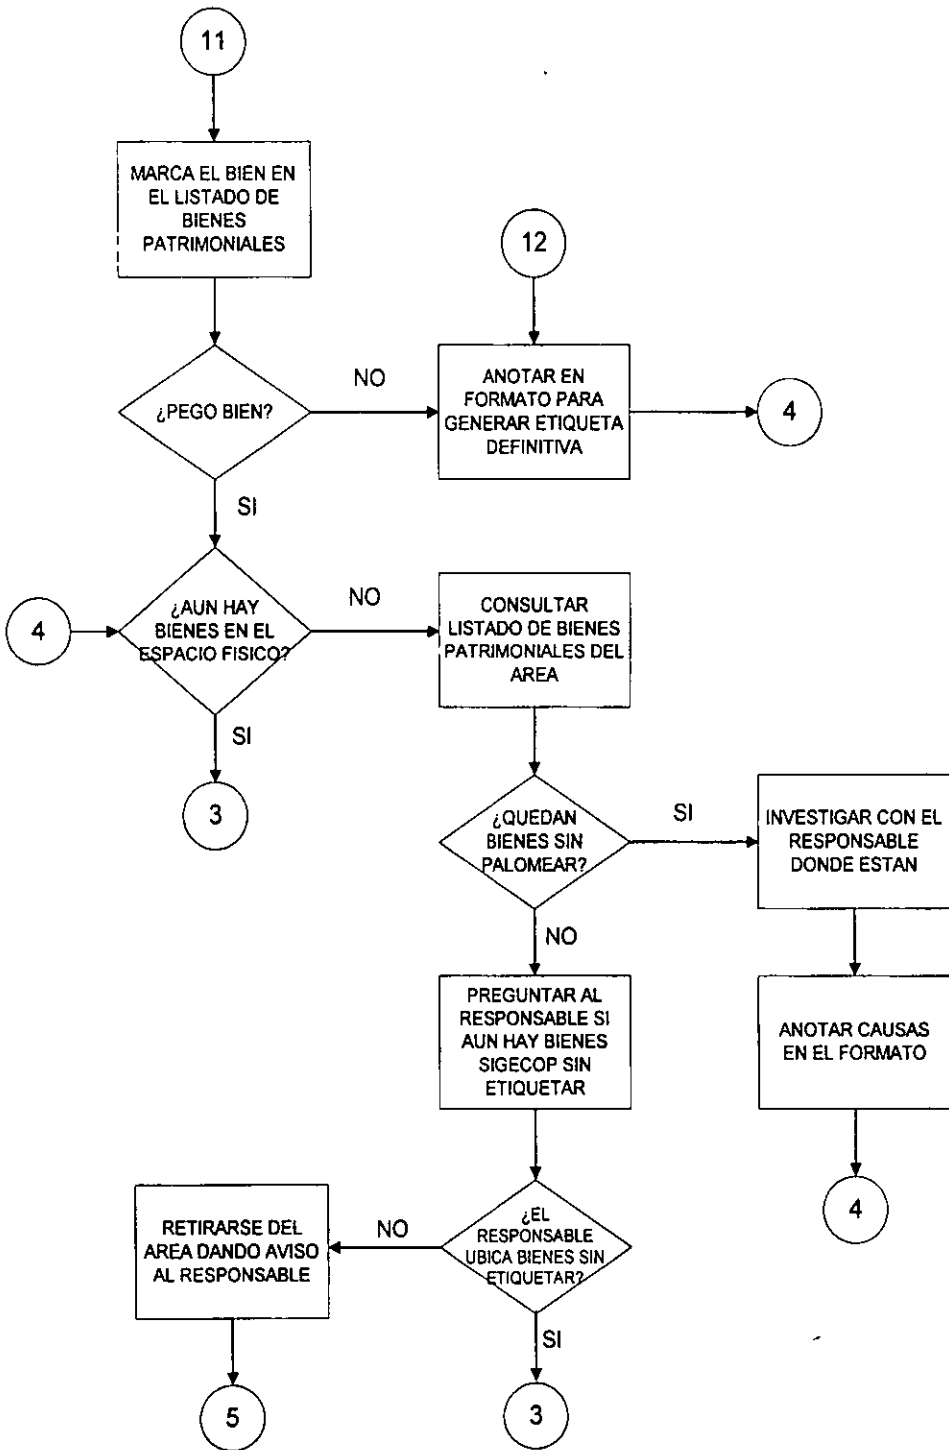 11
MARCA EL BIEN EN
EL LISTADO DE
BIENES
PATRIMONIALES
12
¿PEGO BIEN?
NO
ANOTAR EN
FORMATO PARA
GENERAR ETIQUETA
DEFINITIVA
4
SI
4
¿AUN HAY
BIENES EN EL
ESPACIO FISICO?
NO
CONSULTAR
LISTADO DE BIENES
PATRIMONIALES DEL
AREA
SI
3
¿QUEDAN
BIENES SIN
PALOMEAR?
SI
INVESTIGAR CON EL
RESPONSABLE
DONDE ESTAN
NO
PREGUNTAR AL
RESPONSABLE SI
AUN HAY BIENES
SIGECOP SIN
ETIQUETAR
ANOTAR CAUSAS
EN EL FORMATO
4
¿EL
RESPONSABLE
UBICA BIENES SIN
ETIQUETAR?
NO
RETIRARSE DEL
AREA DANDO AVISO
AL RESPONSABLE
SI
5
3